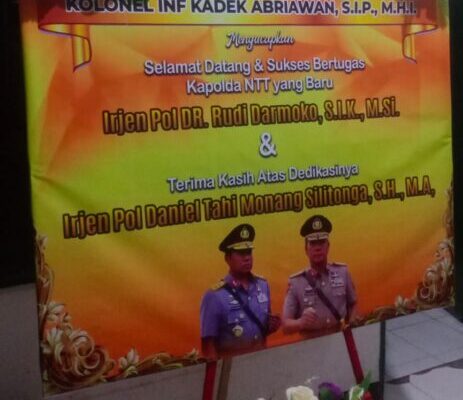 KOLONEL INF KADEK ABRIAWAN, S.I.P., M.H.I.
Mengucapkan
Selamat Datang & Sukses Bertugas
Kapolda NTT yang Baru
Irjen Pol DR. Rudi Darmoko, S.I.K., M.Si.
&
Terima Kasih Atas Dedikasinya
Irjen Pol Daniel Tahi Monang Silitonga, S.H., M.A,